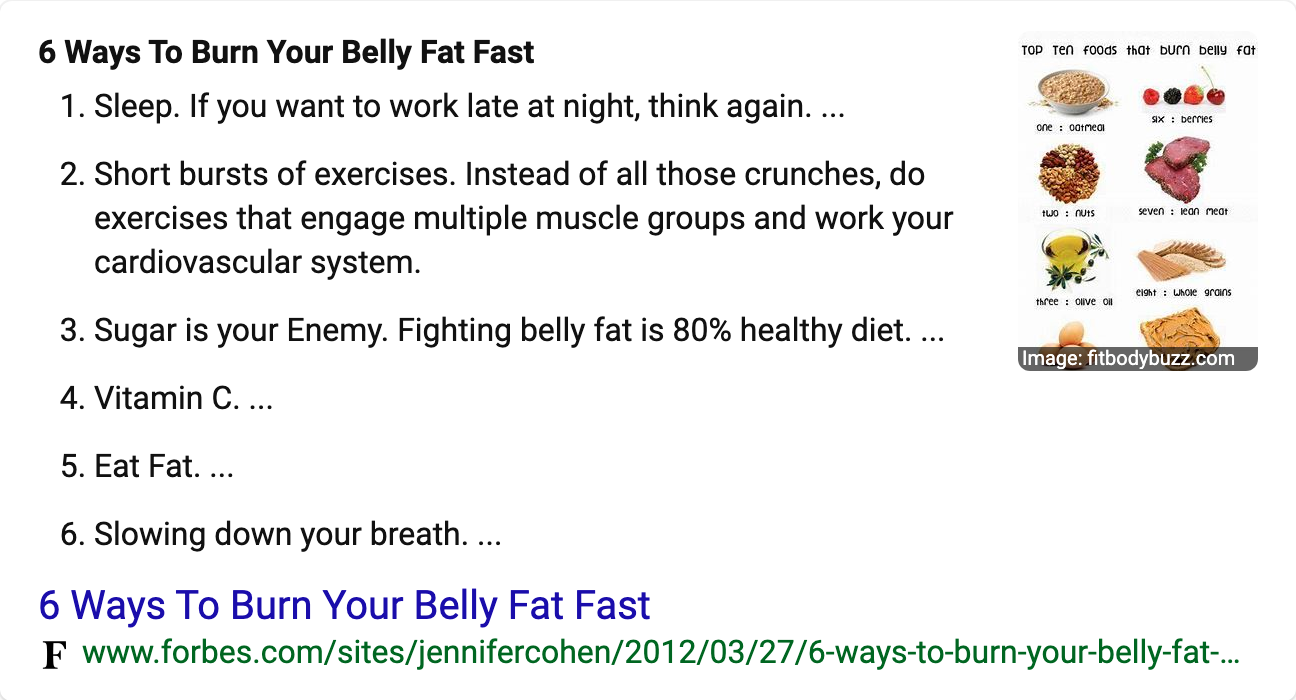 6 Ways To Burn Your Belly Fat Fast
1. Sleep. If you want to work late at night, think again. ...
2. Short bursts of exercises. Instead of all those crunches, do
exercises that engage multiple muscle groups and work your
cardiovascular system.
3. Sugar is your Enemy. Fighting belly fat is 80% healthy diet. ...
4. Vitamin C. ...
5. Eat Fat. ...
6. Slowing down your breath. ...
TOP Ten FOODS that burn belly fat
one : oatmeal
six : berries
two : nuts
seven : lean meat
three : olive oil
eight : whole grains
Image: fitbodybuzz.com
6 Ways To Burn Your Belly Fat Fast
F www.forbes.com/sites/jennifercohen/2012/03/27/6-ways-to-burn-your-belly-fat-...